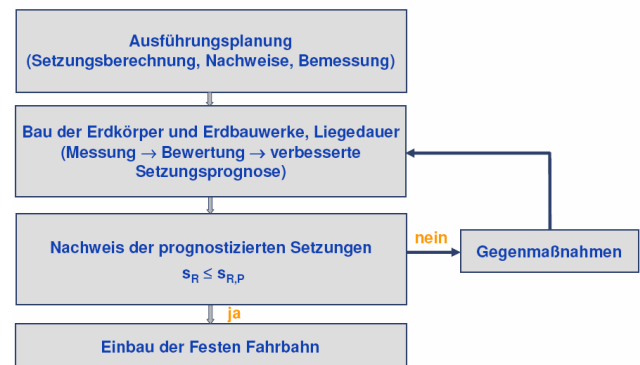 Ausführungsplanung
(Setzungsberechnung, Nachweise, Bemessung)
Bau der Erdkörper und Erdbauwerke, Liegedauer
(Messung → Bewertung → verbesserte
Setzungsprognose)
Nachweis der prognostizierten Setzungen
sR ≤ sR,P
nein
Gegenmaßnahmen
ja
Einbau der Festen Fahrbahn